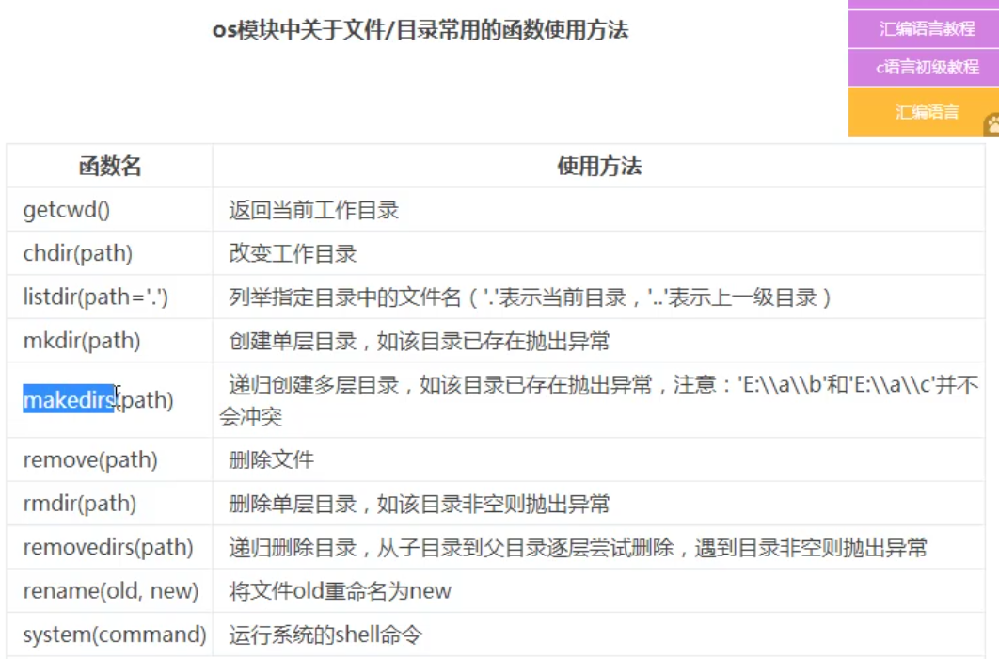 os模块中关于文件/目录常用的函数使用方法
汇编语言教程
c语言初级教程
汇编语言
函数名 使用方法
getcwd() 返回当前工作目录
chdir(path) 改变工作目录
listdir(path='.') 列举指定目录中的文件名（'.'表示当前目录，'..'表示上一级目录）
mkdir(path) 创建单层目录，如该目录已存在抛出异常
makedirs(path) 递归创建多层目录，如该目录已存在抛出异常，注意：'E:\\a\\b'和'E:\\a\\c'并不
会冲突
remove(path) 删除文件
rmdir(path) 删除单层目录，如该目录非空则抛出异常
removedirs(path) 递归删除目录，从子目录到父目录逐层尝试删除，遇到目录非空则抛出异常
rename(old, new) 将文件old重命名为new
system(command) 运行系统的shell命令